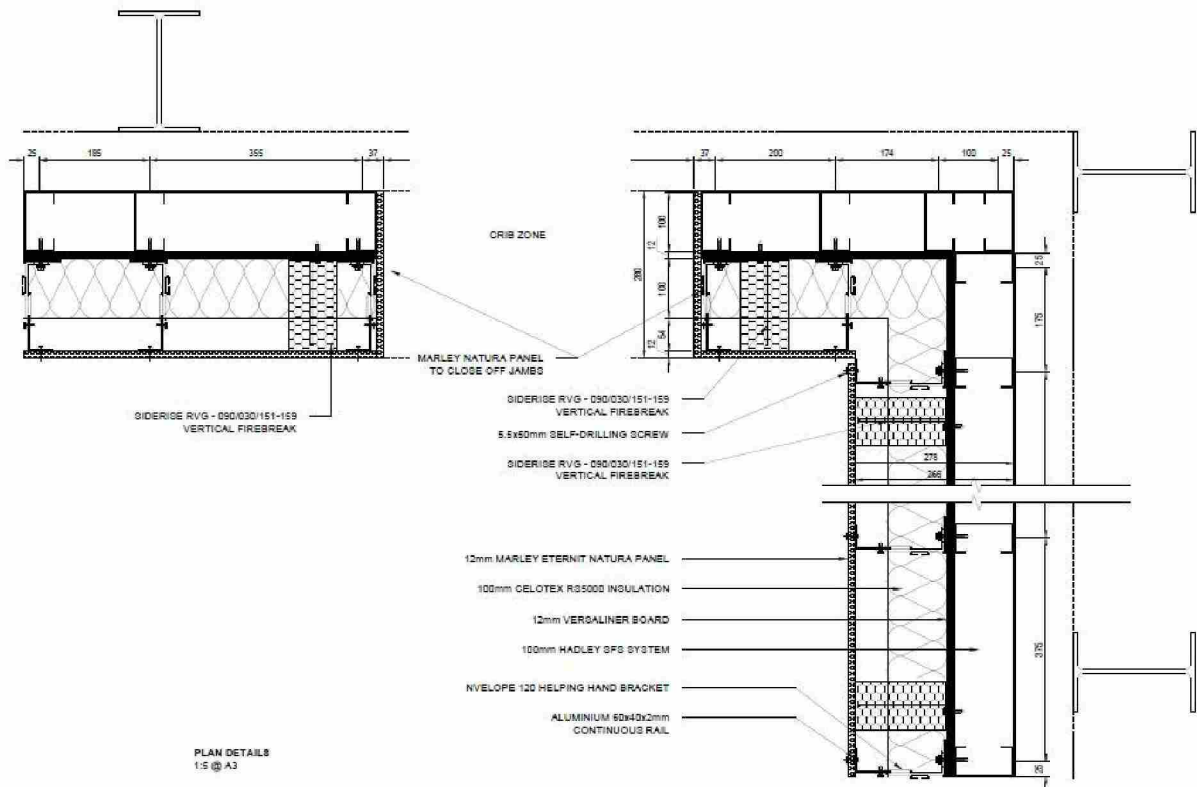 25 185 355 37
37 200 174 100 25
CRIB ZONE
100
12
280
100
54
12
25
175
MARLEY NATURA PANEL
TO CLOSE OFF JAMBS
SIDERISE RVG - 090/030/151-159
VERTICAL FIREBREAK
SIDERISE RVG - 090/030/151-159
VERTICAL FIREBREAK
5.5x50mm SELF-DRILLING SCREW
SIDERISE RVG - 090/030/151-159
VERTICAL FIREBREAK
278
266
12mm MARLEY ETERNIT NATURA PANEL
100mm CELOTEX RS5000 INSULATION
12mm VERSALINER BOARD
100mm HADLEY SFS SYSTEM
375
NVELOPE 120 HELPING HAND BRACKET
ALUMINIUM 60x40x2mm
CONTINUOUS RAIL
25
PLAN DETAILS
1:5 @ A3